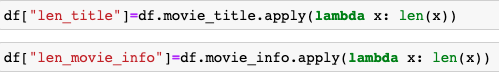 df["len_title"]=df.movie_title.apply(lambda x: len(x))
df["len_movie_info"]=df.movie_info.apply(lambda x: len(x))